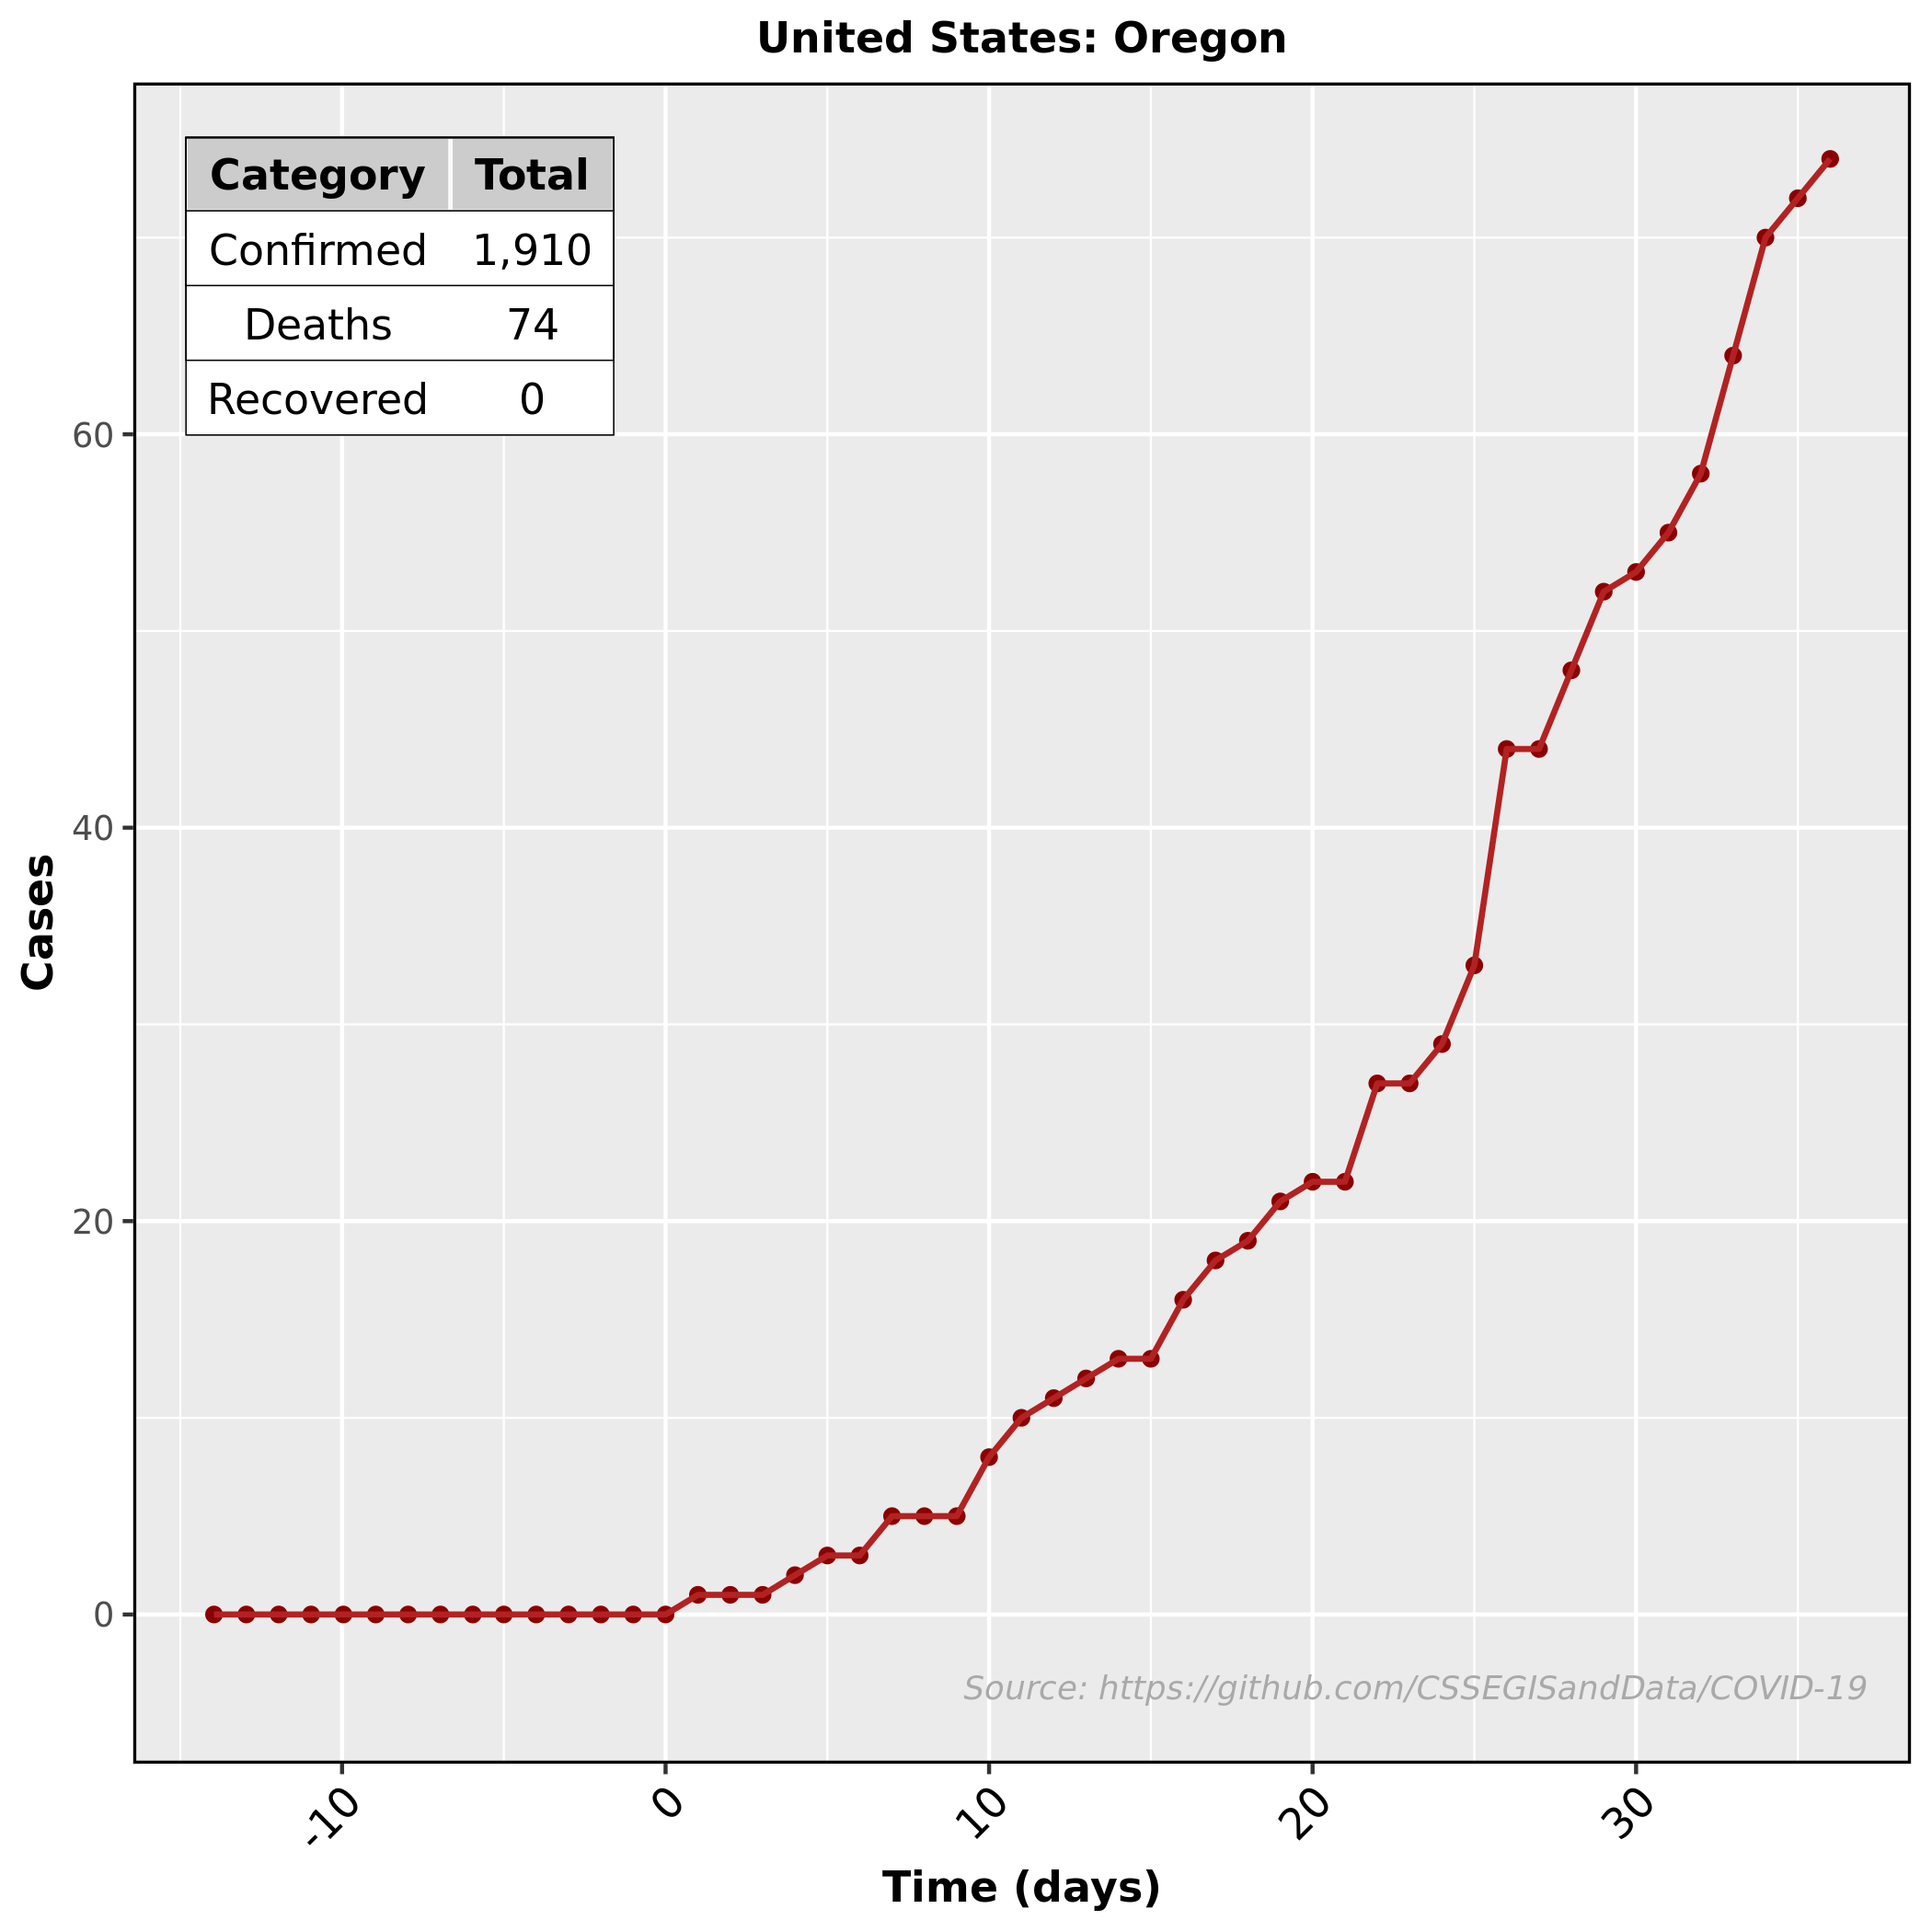 United States: Oregon
Category Total
Confirmed 1,910
Deaths 74
Recovered 0
60
40
20
0
Cases
Source: https://github.com/CSSEGISandData/COVID-19
-10 0 10 20 30
Time (days)